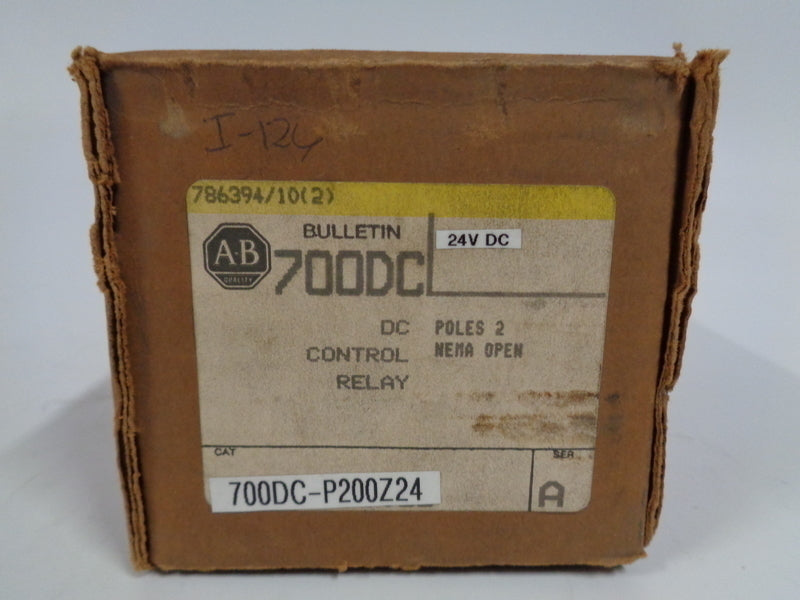 I-124
786394/10(2)
A-B
QUALITY
BULLETIN
700DC
24V DC
DC
CONTROL
RELAY
POLES 2
NEMA OPEN
CAT
SER
700DC-P200Z24
A